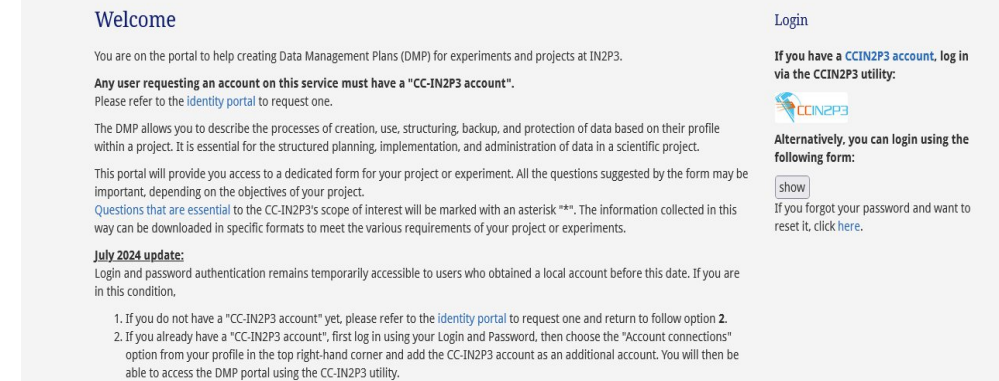 Welcome
You are on the portal to help creating Data Management Plans (DMP) for experiments and projects at IN2P3.
Any user requesting an account on this service must have a "CC-IN2P3 account".
Please refer to the identity portal to request one.
The DMP allows you to describe the processes of creation, use, structuring, backup, and protection of data based on their profile
within a project. It is essential for the structured planning, implementation, and administration of data in a scientific project.
This portal will provide you access to a dedicated form for your project or experiment. All the questions suggested by the form may be
important, depending on the objectives of your project.
Questions that are essential to the CC-IN2P3's scope of interest will be marked with an asterisk "*". The information collected in this
way can be downloaded in specific formats to meet the various requirements of your project or experiments.
July 2024 update:
Login and password authentication remains temporarily accessible to users who obtained a local account before this date. If you are
in this condition,
1. If you do not have a "CC-IN2P3 account" yet, please refer to the identity portal to request one and return to follow option 2.
2. If you already have a "CC-IN2P3 account", first log in using your Login and Password, then choose the "Account connections"
option from your profile in the top right-hand corner and add the CC-IN2P3 account as an additional account. You will then be
able to access the DMP portal using the CC-IN2P3 utility.
Login
If you have a CCIN2P3 account, log in
via the CCIN2P3 utility:
CCIN2P3
Alternatively, you can login using the
following form:
show
If you forgot your password and want to
reset it, click here.